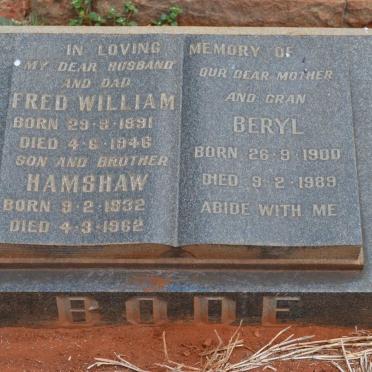 IN LOVING
MY DEAR HUSBAND
AND DAD
FRED WILLIAM
BORN 29·9·1891
DIED 4·6·1946
SON AND BROTHER
HAMSHAW
BORN 9·2·1932
DIED 4·3·1962
MEMORY OF
OUR DEAR MOTHER
AND GRAN
BERYL
BORN 26·9·1900
DIED 9·2·1989
ABIDE WITH ME
BODE